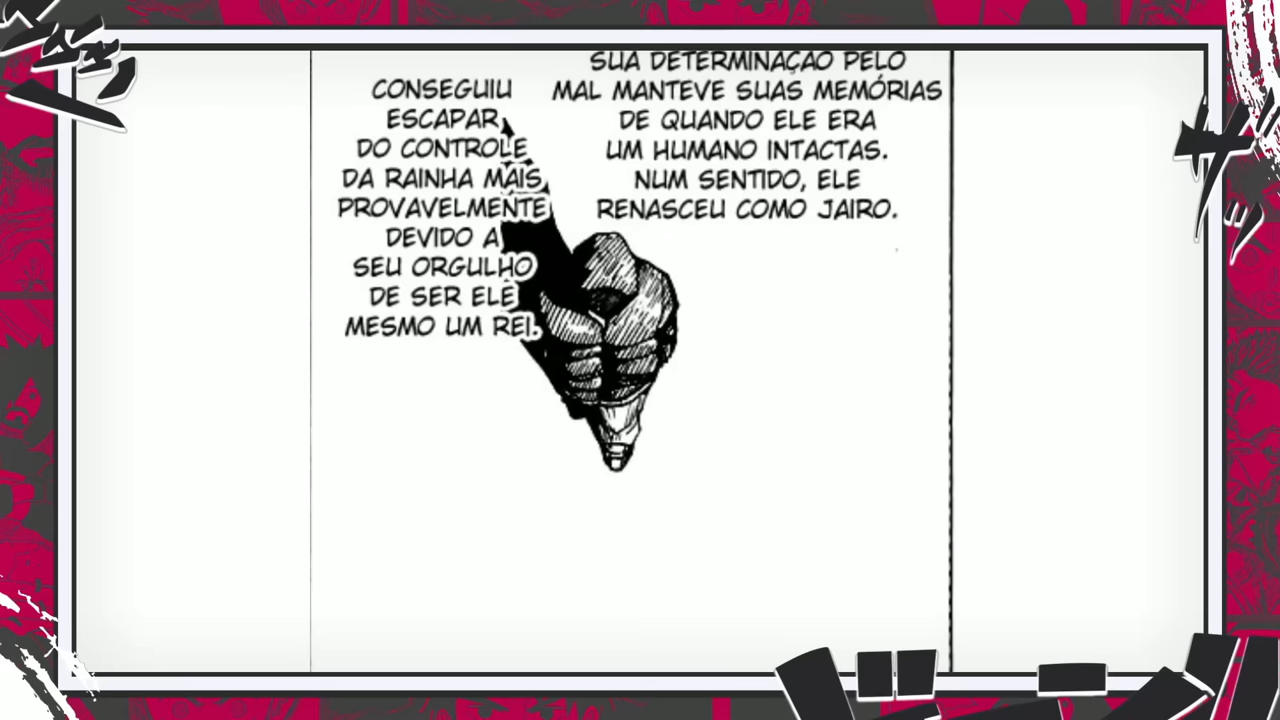 SUA DETERMINAÇÃO PELO
MAL MANTEVE SUAS MEMÓRIAS
DE QUANDO ELE ERA
UM HUMANO INTACTAS.
NUM SENTIDO, ELE
RENASCEU COMO JAIRO.
CONSEGUIU
ESCAPAR
DO CONTROLE
DA RAINHA MAIS
PROVAVELMENTE
DEVIDO A
SEU ORGULHO
DE SER ELE
MESMO UM REI.